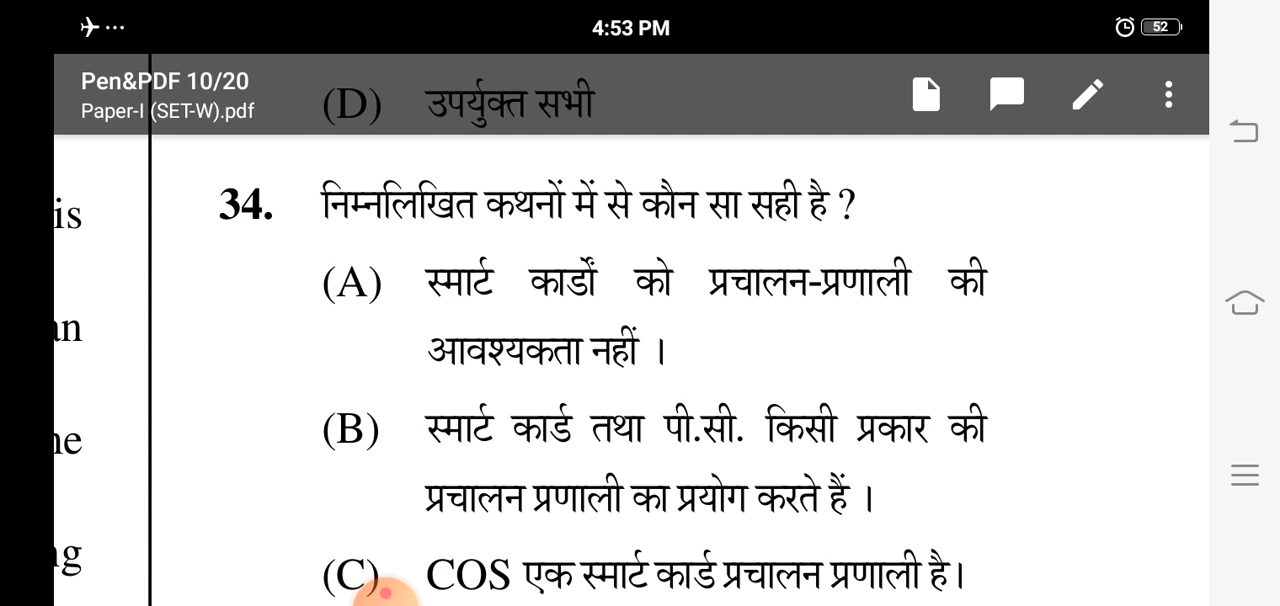 4:53 PM
52
Pen&PDF 10/20
Paper-I (SET-W).pdf
(D) उपर्युक्त सभी
is
34. निम्नलिखित कथनों में से कौन सा सही है ?
(A) स्मार्ट कार्डों को प्रचालन-प्रणाली की
an
आवश्यकता नहीं ।
(B) स्मार्ट कार्ड तथा पी.सी. किसी प्रकार की
प्रचालन प्रणाली का प्रयोग करते हैं ।
(C) COS एक स्मार्ट कार्ड प्रचालन प्रणाली है।